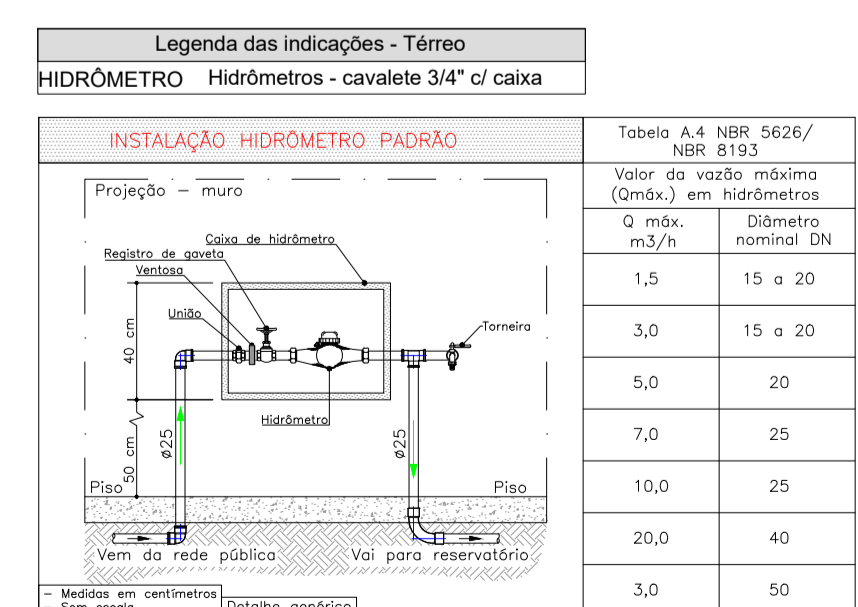 Legenda das indicações - Térreo
HIDRÔMETRO Hidrômetros - cavalete 3/4" c/ caixa
INSTALAÇÃO HIDRÔMETRO PADRÃO
Projeção - muro
Caixa de hidrômetro
Registro de gaveta
Ventosa
União
Torneira
40 cm
Hidrômetro
ø25
ø25
50 cm
Piso
Piso
Vem da rede pública
Vai para reservatório
- Medidas em centímetros
- Sem escala
Detalhe genérico
Tabela A.4 NBR 5626/
NBR 8193
Valor da vazão máxima
(Qmáx.) em hidrômetros
Q máx. Diâmetro
m3/h nominal DN
1,5 15 a 20
3,0 15 a 20
5,0 20
7,0 25
10,0 25
20,0 40
3,0 50